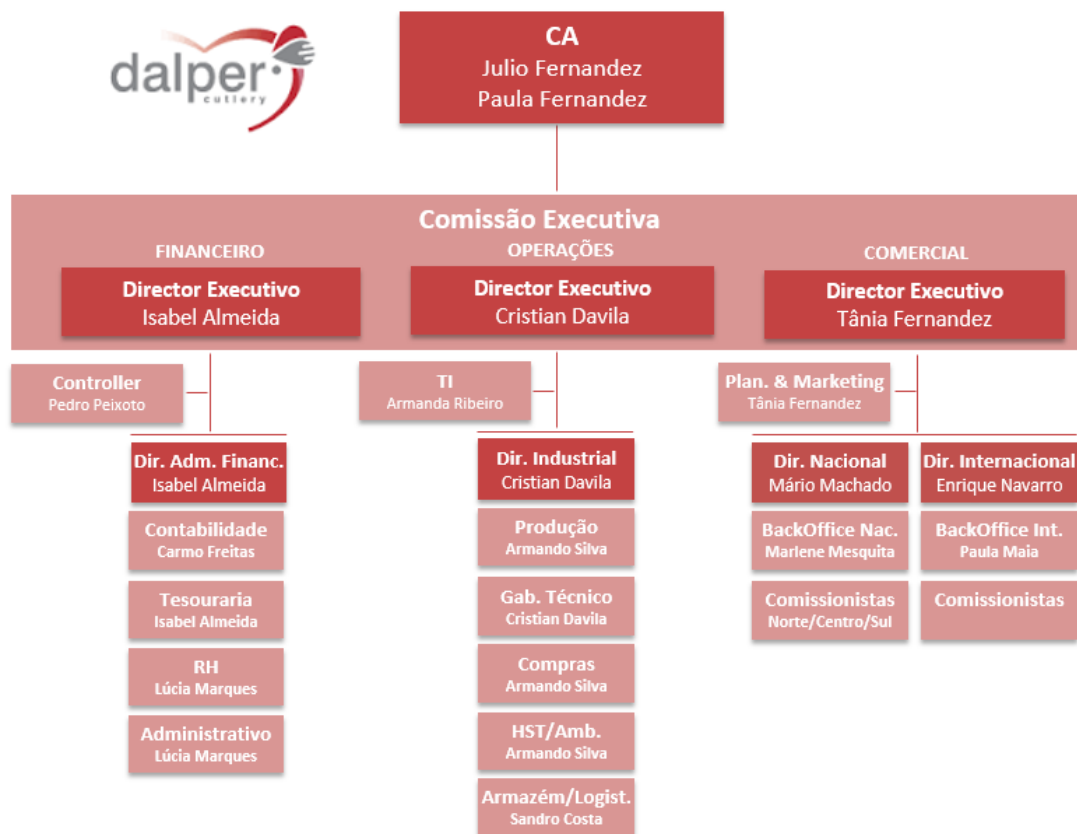 dalper
cutlery
CA
Julio Fernandez
Paula Fernandez
Comissão Executiva
FINANCEIRO
Director Executivo
Isabel Almeida
OPERAÇÕES
Director Executivo
Cristian Davila
COMERCIAL
Director Executivo
Tânia Fernandez
Controller
Pedro Peixoto
Dir. Adm. Financ.
Isabel Almeida
Contabilidade
Carmo Freitas
Tesouraria
Isabel Almeida
RH
Lúcia Marques
Administrativo
Lúcia Marques
TI
Armanda Ribeiro
Dir. Industrial
Cristian Davila
Produção
Armando Silva
Gab. Técnico
Cristian Davila
Compras
Armando Silva
HST/Amb.
Armando Silva
Armazém/Logist.
Sandro Costa
Plan. & Marketing
Tânia Fernandez
Dir. Nacional
Mário Machado
BackOffice Nac.
Marlene Mesquita
Comissionistas
Norte/Centro/Sul
Dir. Internacional
Enrique Navarro
BackOffice Int.
Paula Maia
Comissionistas